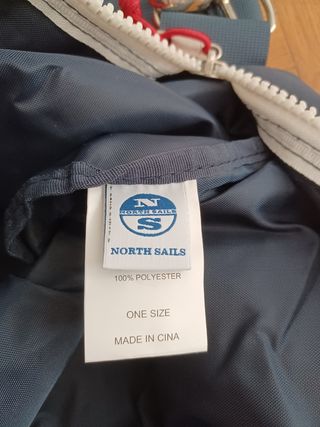 N
NORTH SAILS
S
NORTH SAILS
100% POLYESTER
ONE SIZE
MADE IN CINA